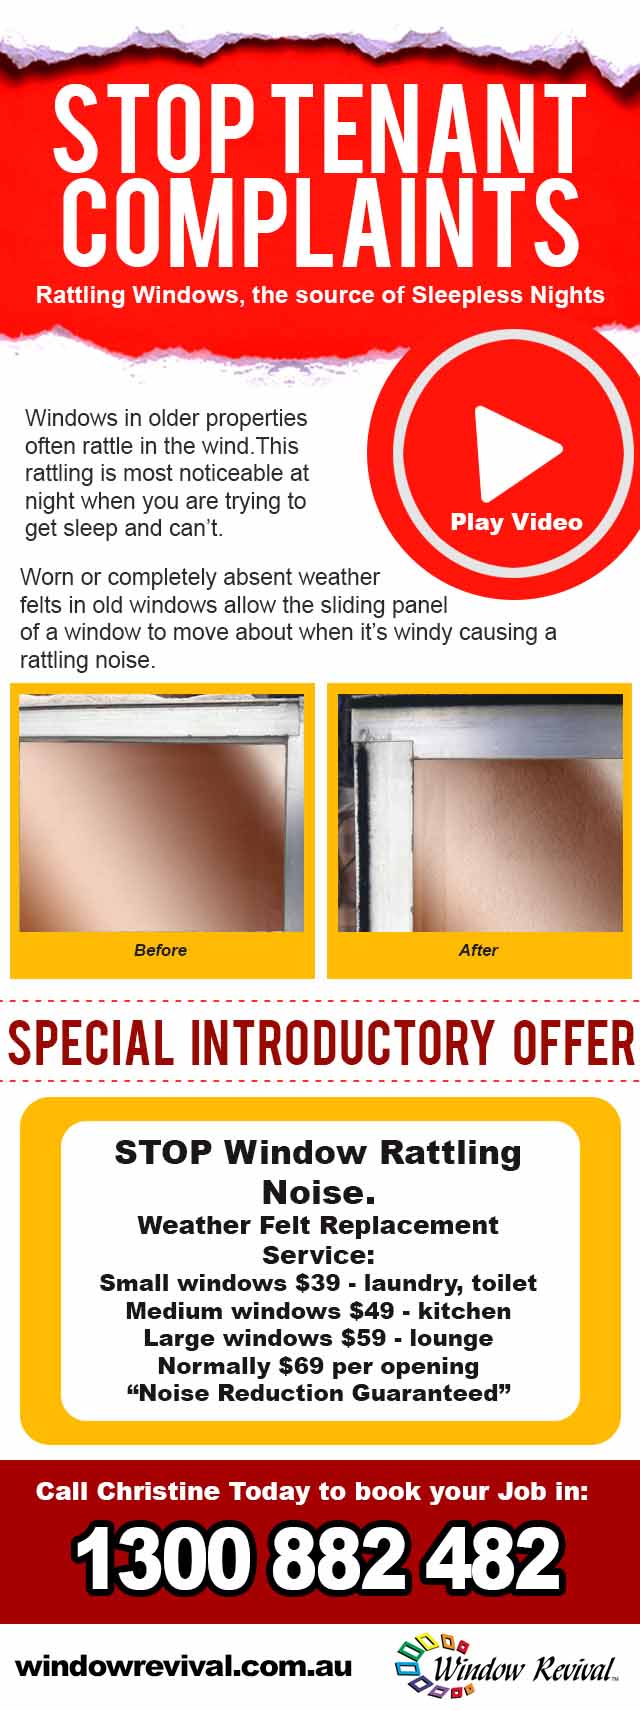 STOP TENANT
COMPLAINTS
Rattling Windows, the source of Sleepless Nights
Windows in older properties
often rattle in the wind.This
rattling is most noticeable at
night when you are trying to
get sleep and can't.
Play Video
Worn or completely absent weather
felts in old windows allow the sliding panel
of a window to move about when it's windy causing a
rattling noise.
Before
After
SPECIAL INTRODUCTORY OFFER
STOP Window Rattling
Noise.
Weather Felt Replacement
Service:
Small windows $39 - laundry, toilet
Medium windows $49 - kitchen
Large windows $59 - lounge
Normally $69 per opening
“Noise Reduction Guaranteed”
Call Christine Today to book your Job in:
1300 882 482
windowrevival.com.au
Window Revival™